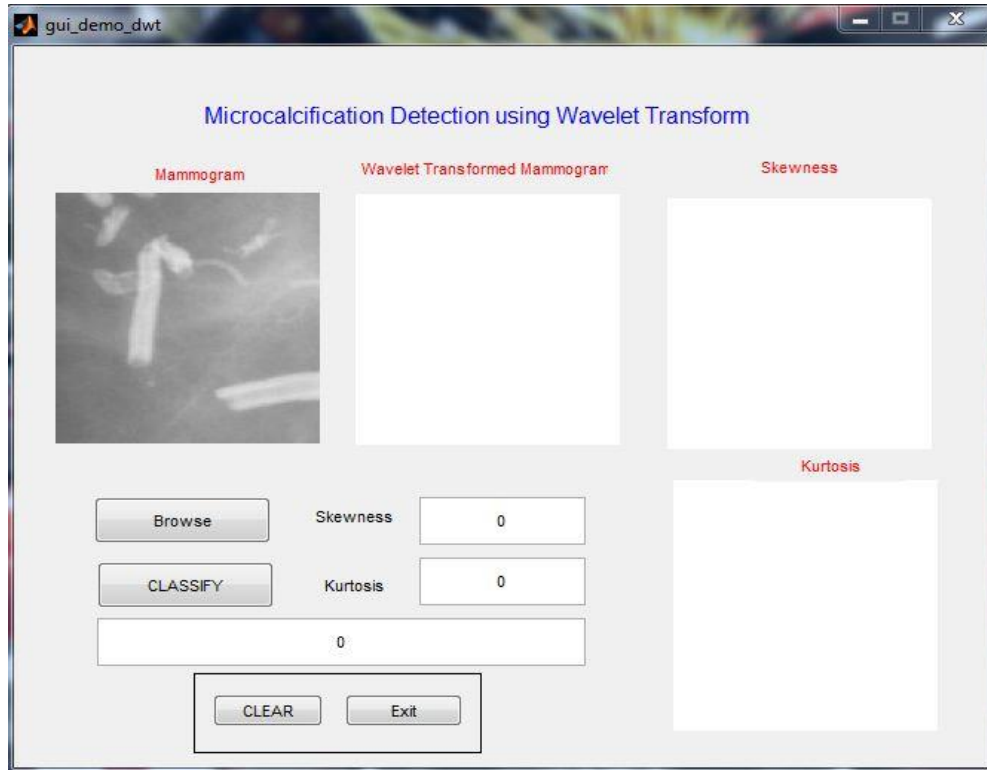 gui_demo_dwt
Microcalcification Detection using Wavelet Transform
Mammogram
Wavelet Transformed Mammogram
Skewness
Kurtosis
Browse
Skewness
0
CLASSIFY
Kurtosis
0
0
CLEAR
Exit